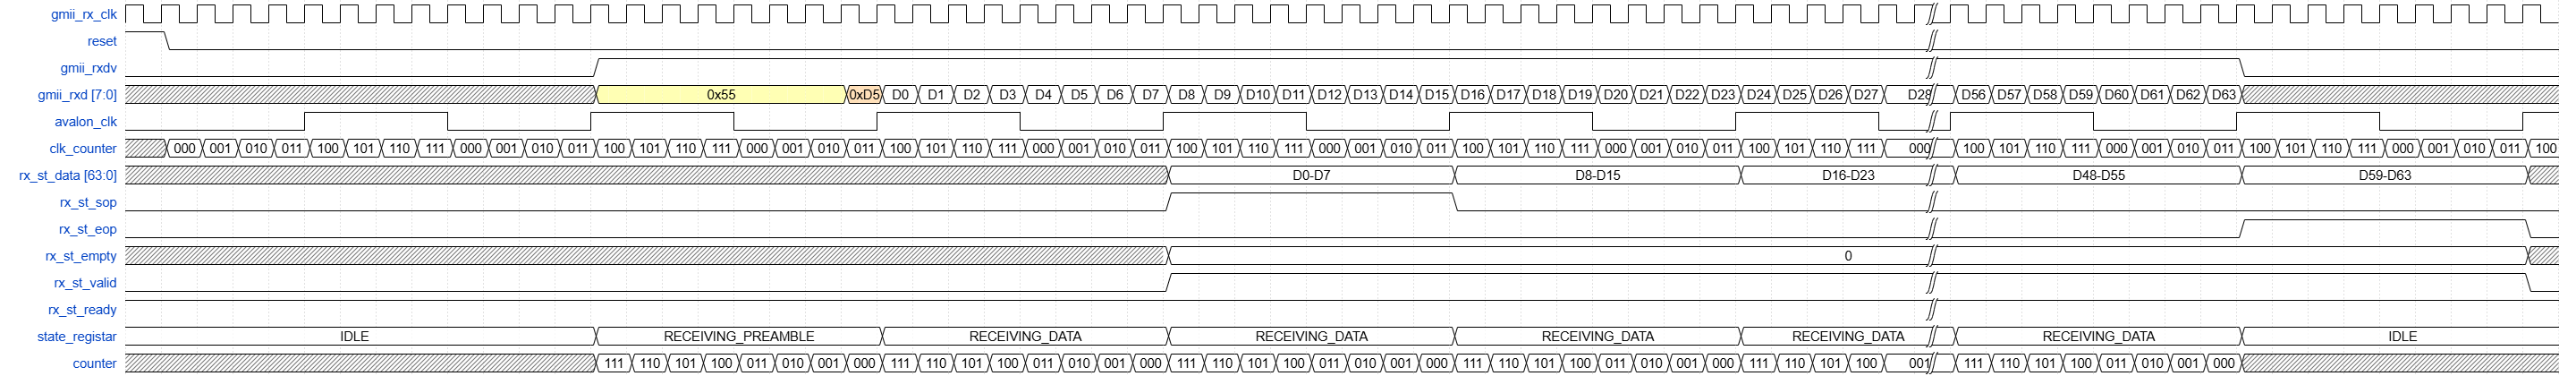 gmii_rx_clk
reset
gmii_rxdv
gmii_rxd [7:0] 0x55 0xD5 D0 D1 D2 D3 D4 D5 D6 D7 D8 D9 D10 D11 D12 D13 D14 D15 D16 D17 D18 D19 D20 D21 D22 D23 D24 D25 D26 D27 D28 D56 D57 D58 D59 D60 D61 D62 D63
avalon_clk
clk_counter 000 001 010 011 100 101 110 111 000 001 010 011 100 101 110 111 000 001 010 011 100 101 110 111 000 001 010 011 100 101 110 111 000 001 010 011 100 101 110 111 000 001 010 011 100 101 110 111 000 100 101 110 111 000 001 010 011 100 101 110 111 000 001 010 011 100
rx_st_data [63:0] D0-D7 D8-D15 D16-D23 D48-D55 D59-D63
rx_st_sop
rx_st_eop
rx_st_empty 0
rx_st_valid
rx_st_ready
state_registar IDLE RECEIVING_PREAMBLE RECEIVING_DATA RECEIVING_DATA RECEIVING_DATA RECEIVING_DATA RECEIVING_DATA IDLE
counter 111 110 101 100 011 010 001 000 111 110 101 100 011 010 001 000 111 110 101 100 011 010 001 000 111 110 101 100 011 010 001 000 111 110 101 100 001 111 110 101 100 011 010 001 000